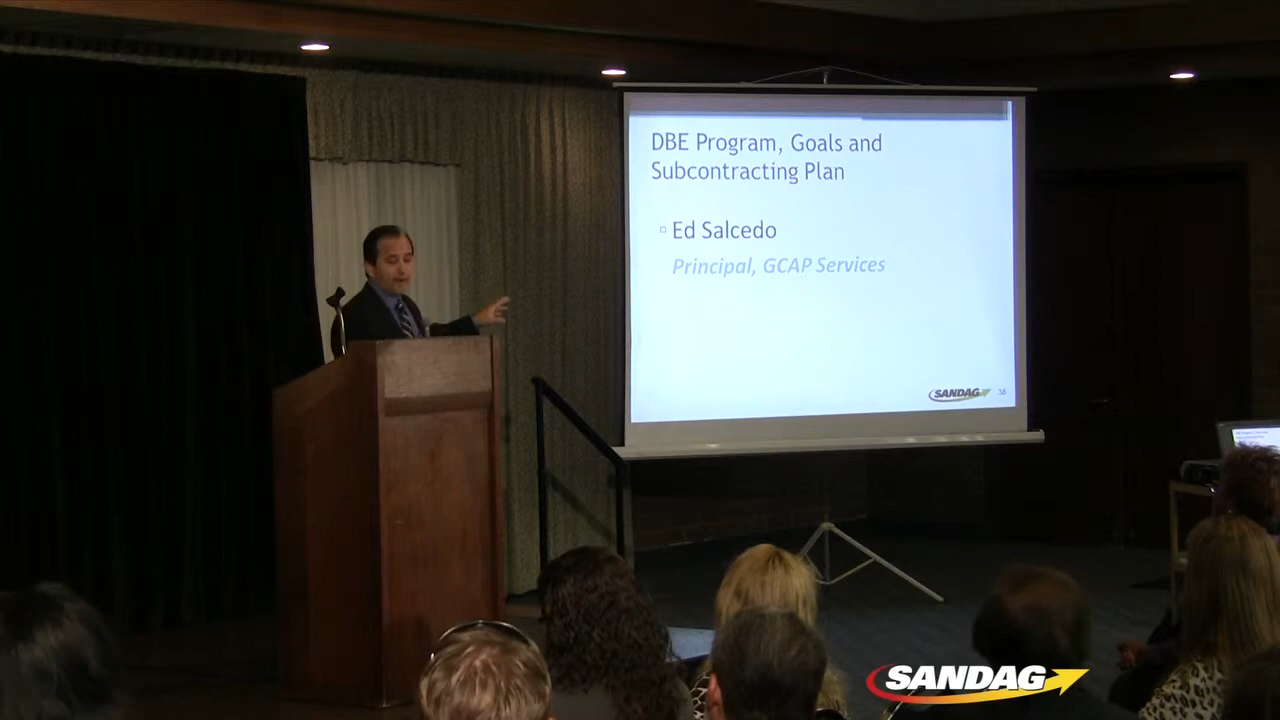 DBE Program, Goals and
Subcontracting Plan
▫ Ed Salcedo
Principal, GCAP Services
SANDAG
SANDAG